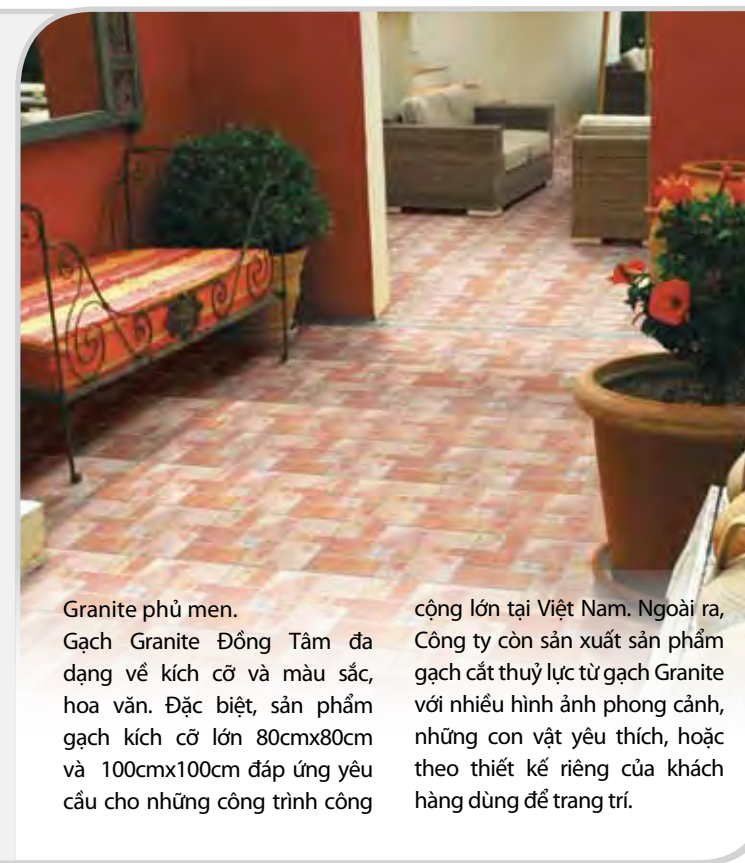 Granite phủ men.
Gạch Granite Đồng Tâm đa
dạng về kích cỡ và màu sắc,
hoa văn. Đặc biệt, sản phẩm
gạch kích cỡ lớn 80cmx80cm
và 100cmx100cm đáp ứng yêu
cầu cho những công trình công
cộng lớn tại Việt Nam. Ngoài ra,
Công ty còn sản xuất sản phẩm
gạch cắt thuỷ lực từ gạch Granite
với nhiều hình ảnh phong cảnh,
những con vật yêu thích, hoặc
theo thiết kế riêng của khách
hàng dùng để trang trí.